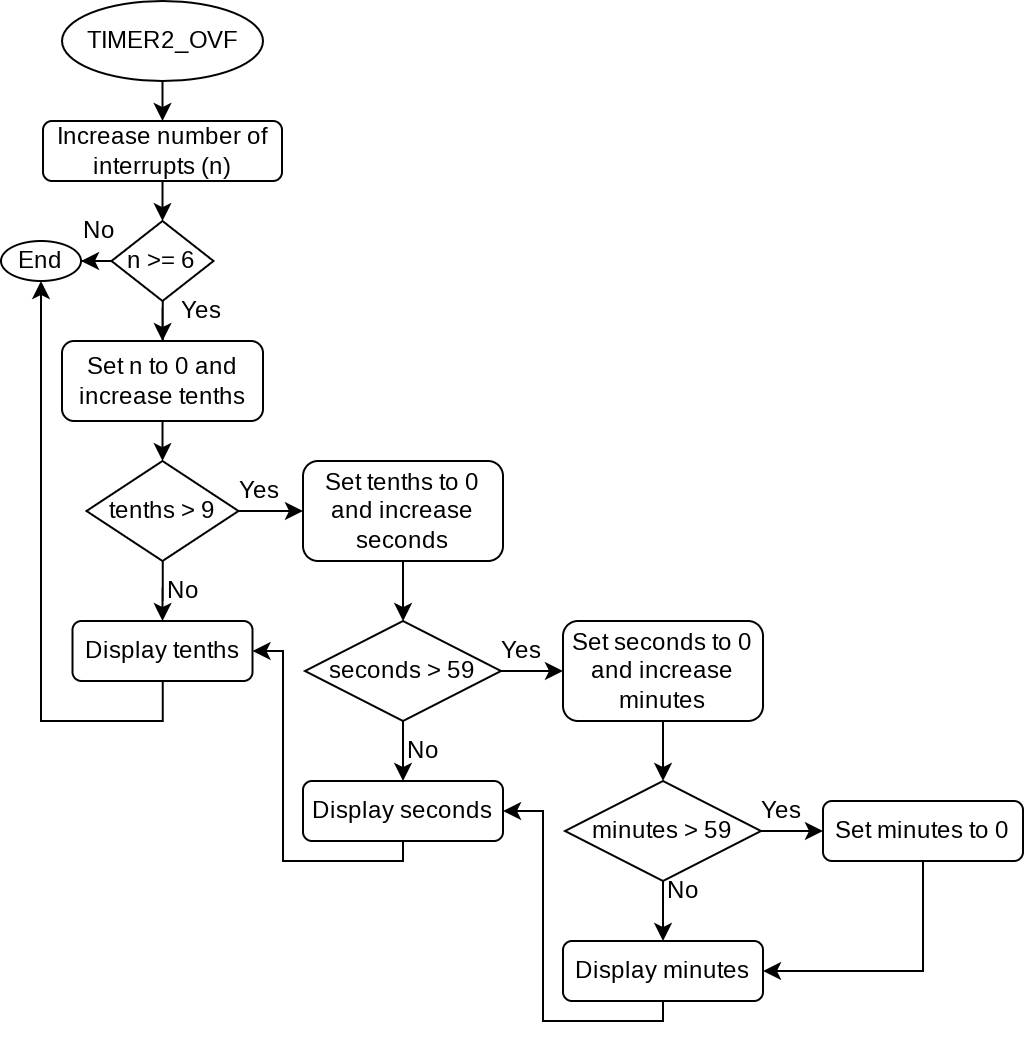 TIMER2_OVF
Increase number of
interrupts (n)
No
End
n >= 6
Yes
Set n to 0 and
increase tenths
tenths > 9
Yes
Set tenths to 0
and increase
seconds
No
Display tenths
seconds > 59
Yes
Set seconds to 0
and increase
minutes
No
Display seconds
minutes > 59
Yes
Set minutes to 0
No
Display minutes